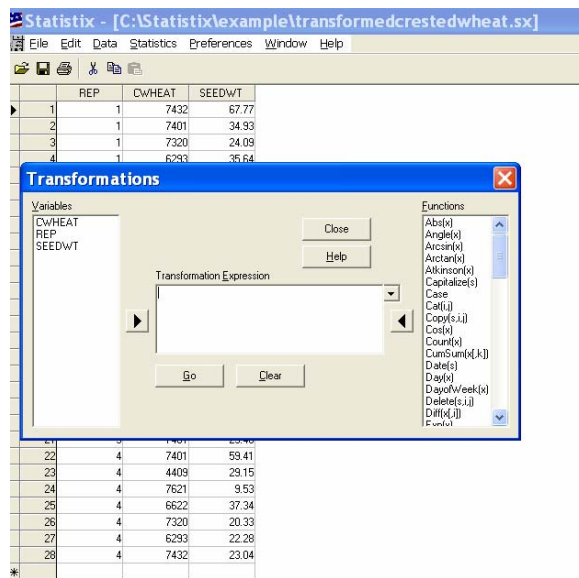 Statistix - [C:\Statistix\example\transformedcrestedwheat.sx]
File Edit Data Statistics Preferences Window Help
REP CWHEAT SEEDWT
1 1 7432 67.77
2 1 7401 34.93
3 1 7320 24.09
4 1 6293 35.64
Transformations
Variables
CWHEAT
REP
SEEDWT
Close
Help
Transformation Expression
Go Clear
Functions
Abs(x)
Angle(x)
Arcsin(x)
Arctan(x)
Atkinson(x)
Capitalize(s)
Case
Cat(i,j)
Copy(s,i,j)
Cos(x)
Count(x)
CumSum(x[,k])
Date(s)
Day(x)
DayofWeek(x)
Delete(s,i,j)
Diff(x[,i])
Exp(x)
22 4 7401 59.41
23 4 4409 29.15
24 4 7621 9.53
25 4 6622 37.34
26 4 7320 20.33
27 4 6293 22.28
28 4 7432 23.04
*